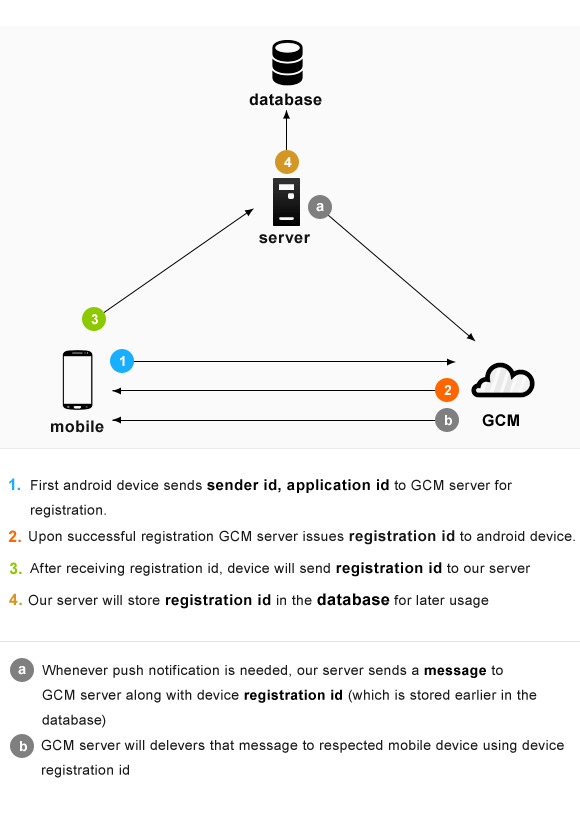 database
4
a
server
3
1
2
b
mobile
GCM
1. First android device sends sender id, application id to GCM server for
registration.
2. Upon successful registration GCM server issues registration id to android device.
3. After receiving registration id, device will send registration id to our server
4. Our server will store registration id in the database for later usage
a Whenever push notification is needed, our server sends a message to
GCM server along with device registration id (which is stored earlier in the
database)
b GCM server will delevers that message to respected mobile device using device
registration id